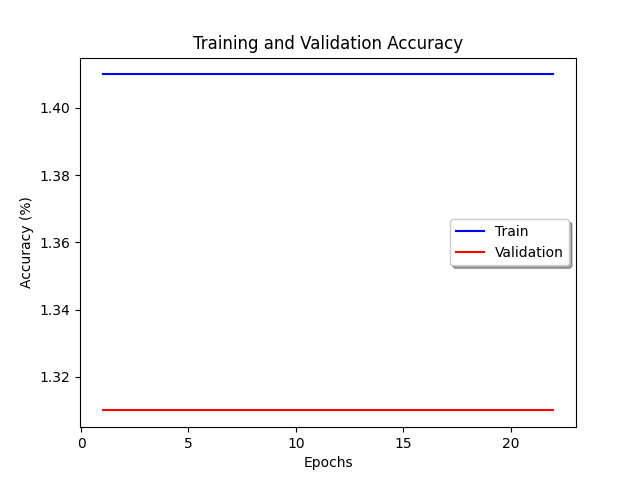 Training and Validation Accuracy
Accuracy (%)
1.40
1.38
1.36
1.34
1.32
Train
Validation
0 5 10 15 20
Epochs